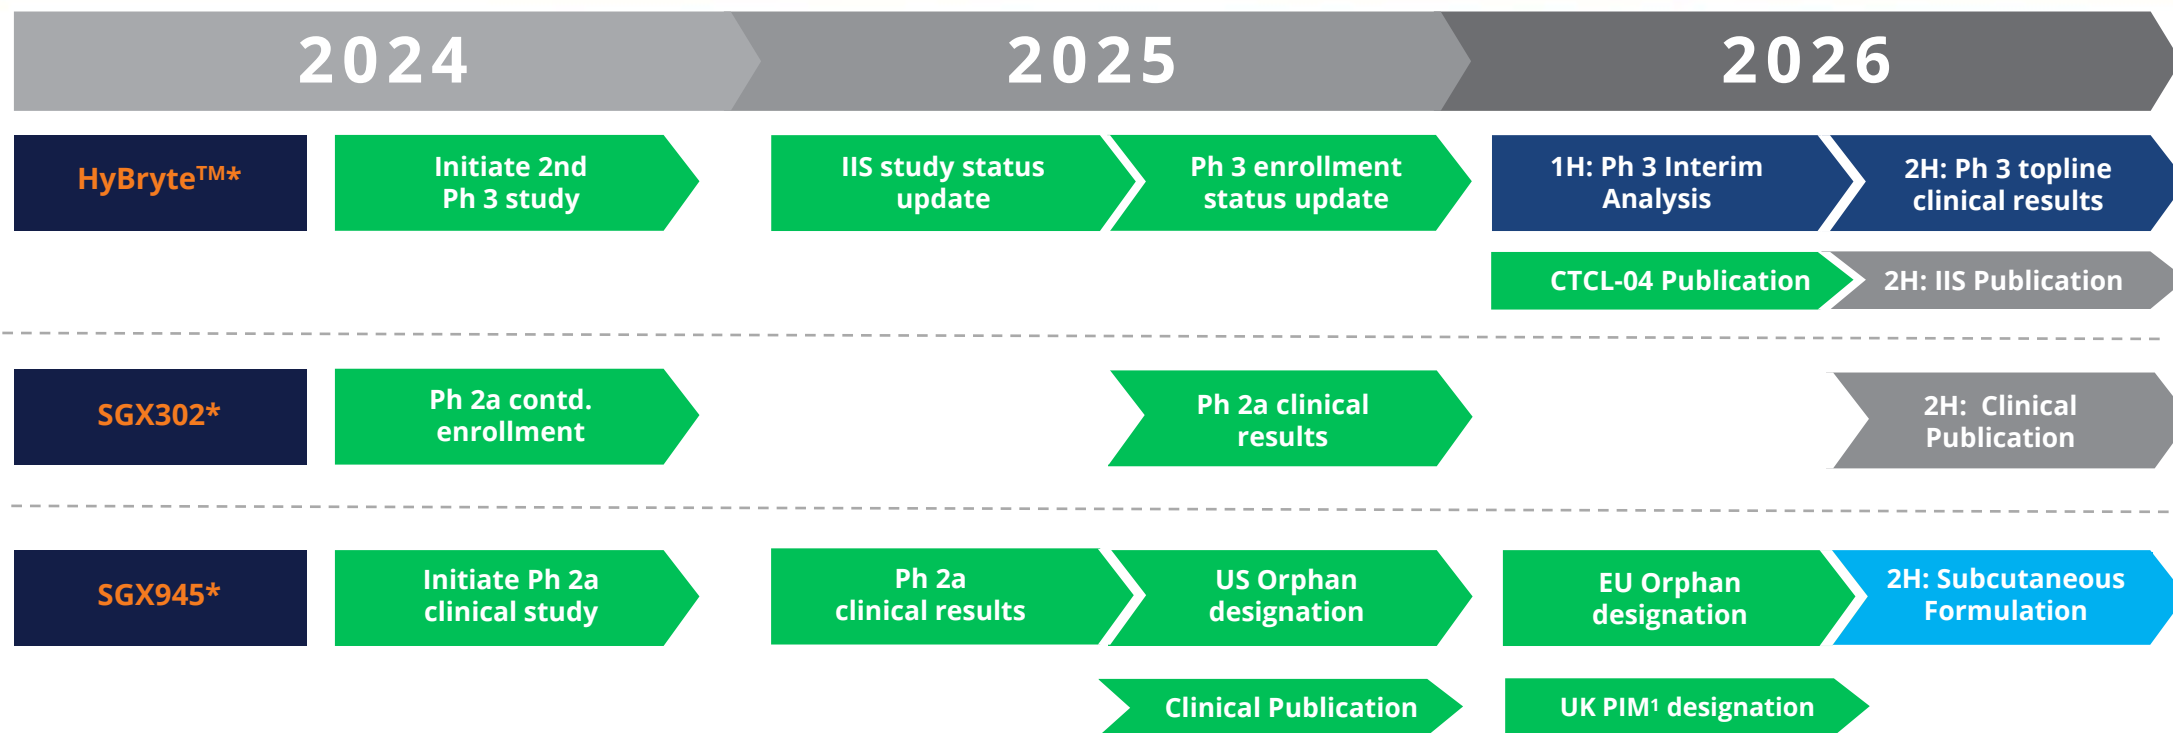 2024
2025
2026
HyBryte™*
Initiate 2nd
Ph 3 study
IIS study status
update
Ph 3 enrollment
status update
1H: Ph 3 Interim
Analysis
2H: Ph 3 topline
clinical results
CTCL-04 Publication
2H: IIS Publication
SGX302*
Ph 2a contd.
enrollment
Ph 2a clinical
results
2H:  Clinical
Publication
SGX945*
Initiate Ph 2a
clinical study
Ph 2a
clinical results
US Orphan
designation
EU Orphan
designation
2H: Subcutaneous
Formulation
Clinical Publication
UK PIM¹ designation